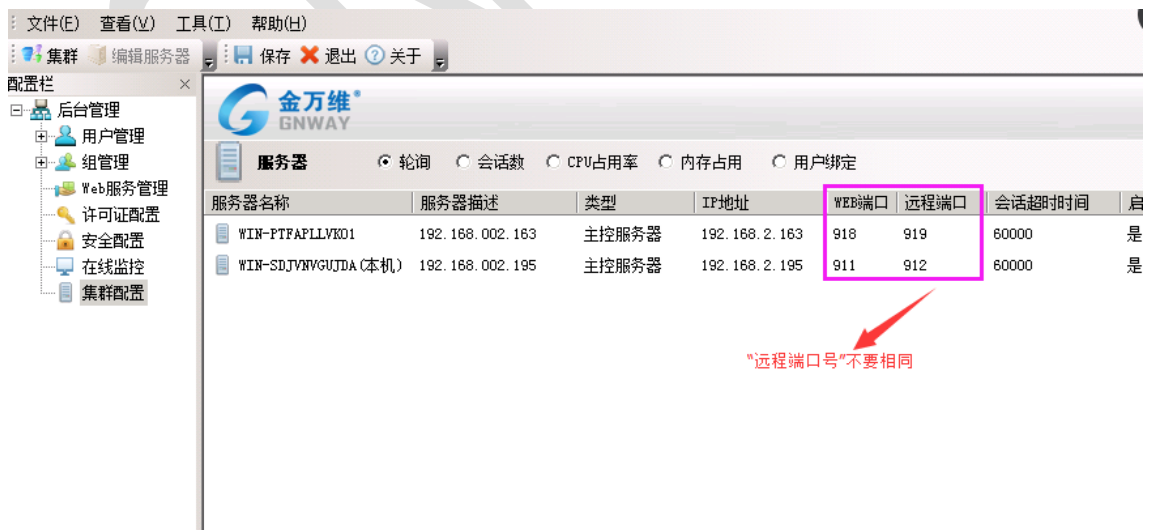 文件(F) 查看(V) 工具(T) 帮助(H)
集群 编辑服务器 保存 退出 关于
配置栏
后台管理
用户管理
组管理
Web服务管理
许可证配置
安全配置
在线监控
集群配置
金万维®
GNWAY
服务器 轮询 会话数 CPU占用率 内存占用 用户绑定
服务器名称 服务器描述 类型 IP地址 WEB端口 远程端口 会话超时时间 启
WIN-PTFAPLLVKO1 192.168.002.163 主控服务器 192.168.2.163 918 919 60000 是
WIN-SDJVNVGUJDA(本机) 192.168.002.195 主控服务器 192.168.2.195 911 912 60000 是
“远程端口号”不要相同